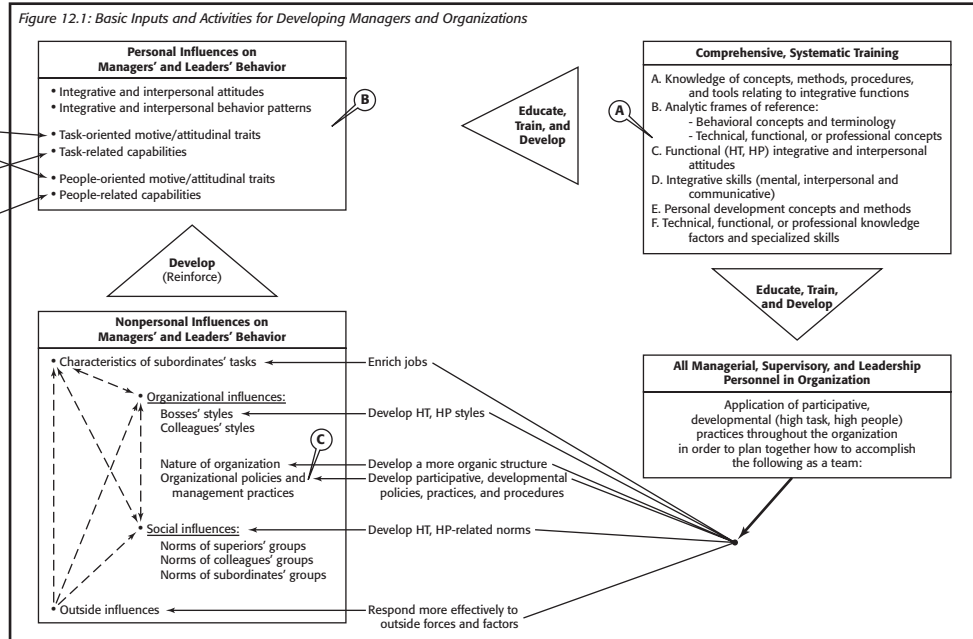 Figure 12.1: Basic Inputs and Activities for Developing Managers and Organizations
Personal Influences on
Managers’ and Leaders’ Behavior
• Integrative and interpersonal attitudes
• Integrative and interpersonal behavior patterns
• Task-oriented motive/attitudinal traits
• Task-related capabilities
• People-oriented motive/attitudinal traits
• People-related capabilities
B
Educate,
Train, and
Develop
A
Comprehensive, Systematic Training
A. Knowledge of concepts, methods, procedures,
and tools relating to integrative functions
B. Analytic frames of reference:
- Behavioral concepts and terminology
- Technical, functional, or professional concepts
C. Functional (HT, HP) integrative and interpersonal
attitudes
D. Integrative skills (mental, interpersonal and
communicative)
E. Personal development concepts and methods
F. Technical, functional, or professional knowledge
factors and specialized skills
Develop
(Reinforce)
Educate, Train,
and Develop
Nonpersonal Influences on
Managers’ and Leaders’ Behavior
• Characteristics of subordinates’ tasks
• Organizational influences:
Bosses’ styles
Colleagues’ styles
C
Nature of organization
Organizational policies and
management practices
• Social influences:
Norms of superiors’ groups
Norms of colleagues’ groups
Norms of subordinates’ groups
• Outside influences
Enrich jobs
Develop HT, HP styles
Develop a more organic structure
Develop participative, developmental
policies, practices, and procedures
Develop HT, HP-related norms
Respond more effectively to
outside forces and factors
All Managerial, Supervisory, and Leadership
Personnel in Organization
Application of participative,
developmental (high task, high people)
practices throughout the organization
in order to plan together how to accomplish
the following as a team: